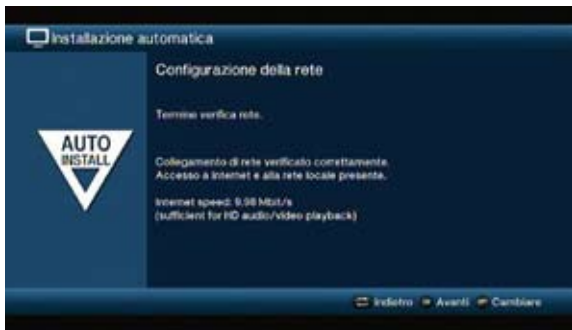 Installazione automatica
Configurazione della rete
AUTO
INSTALL
Termine verifica rete.
Collegamento di rete verificato correttamente.
Accesso a Internet e alla rete locale presente.
Internet speed: 9.98 Mbit/s
(sufficient for HD audio/video playback)
Indietro Avanti Cambiare